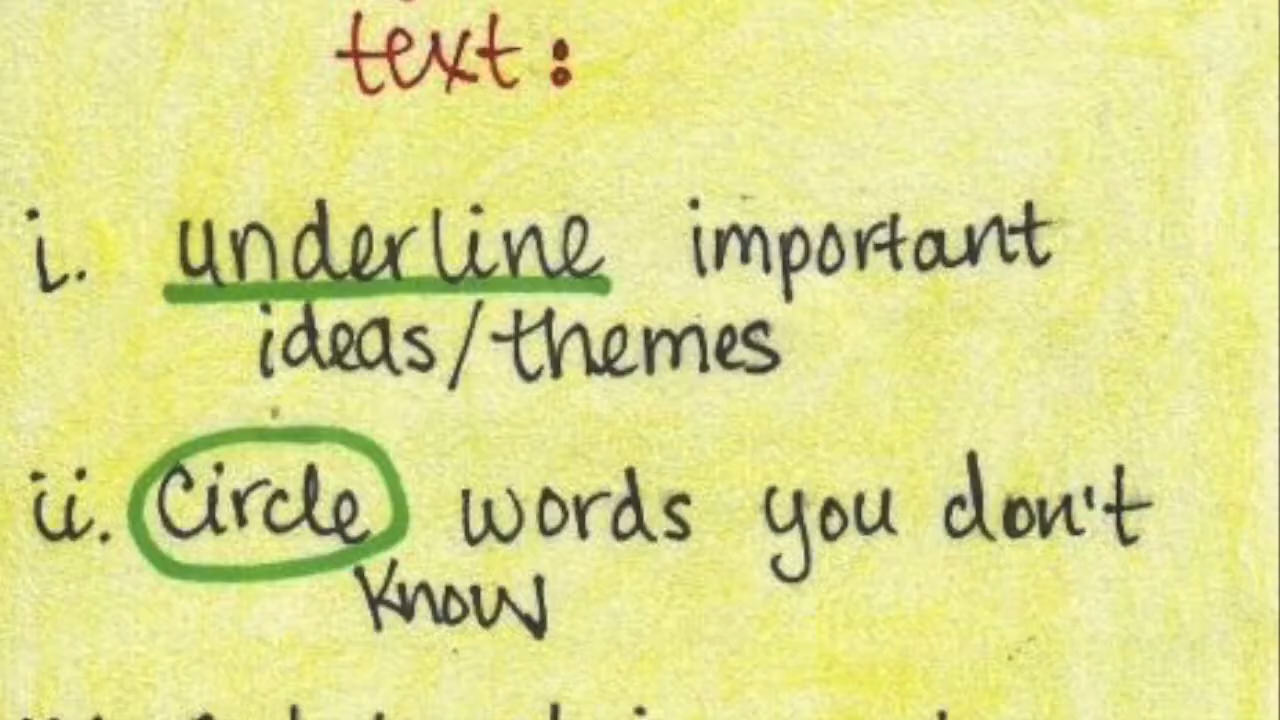 text:
i. underline important
ideas/themes
ii. Circle words you don't
know